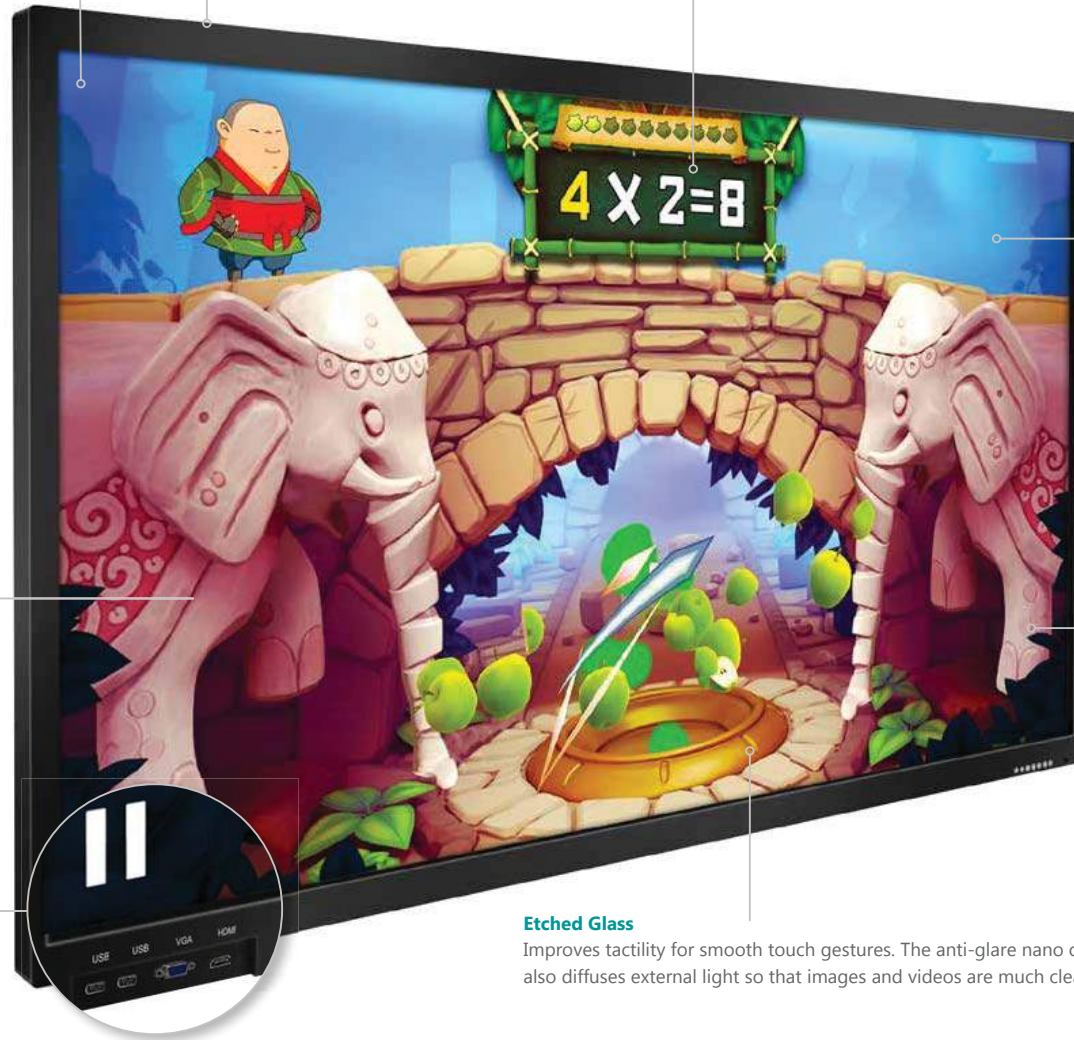 4 X 2=8
USB USB VGA HDMI
Etched Glass
Improves tactility for smooth touch gestures. The anti-glare nano
also diffuses external light so that images and videos are much